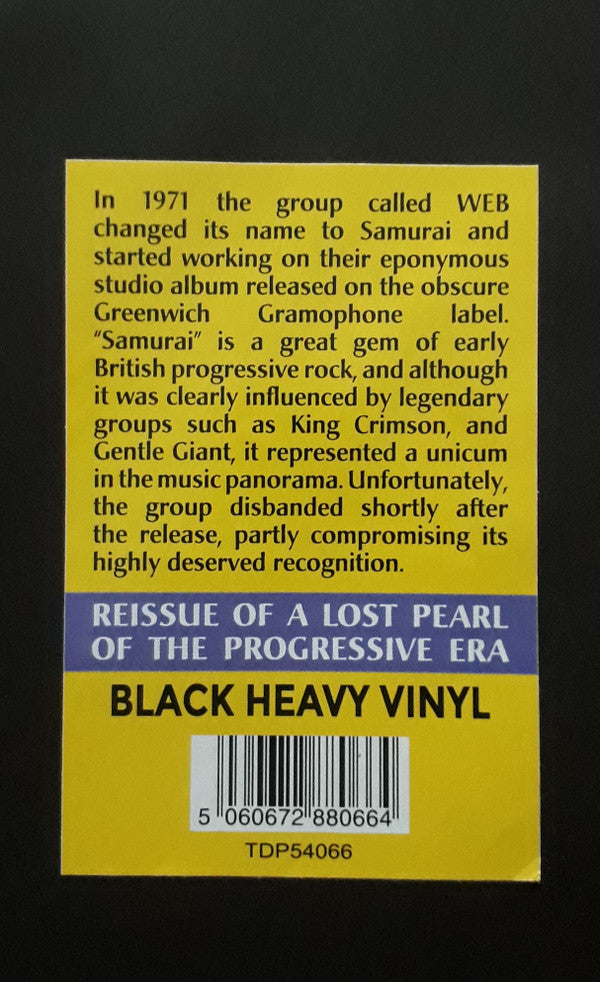 In 1971 the group called WEB
changed its name to Samurai and
started working on their eponymous
studio album released on the obscure
Greenwich Gramophone label.
"Samurai" is a great gem of early
British progressive rock, and although
it was clearly influenced by legendary
groups such as King Crimson, and
Gentle Giant, it represented a unicum
in the music panorama. Unfortunately,
the group disbanded shortly after
the release, partly compromising its
highly deserved recognition.
REISSUE OF A LOST PEARL
OF THE PROGRESSIVE ERA
BLACK HEAVY VINYL
5 060672 880664
TDP54066